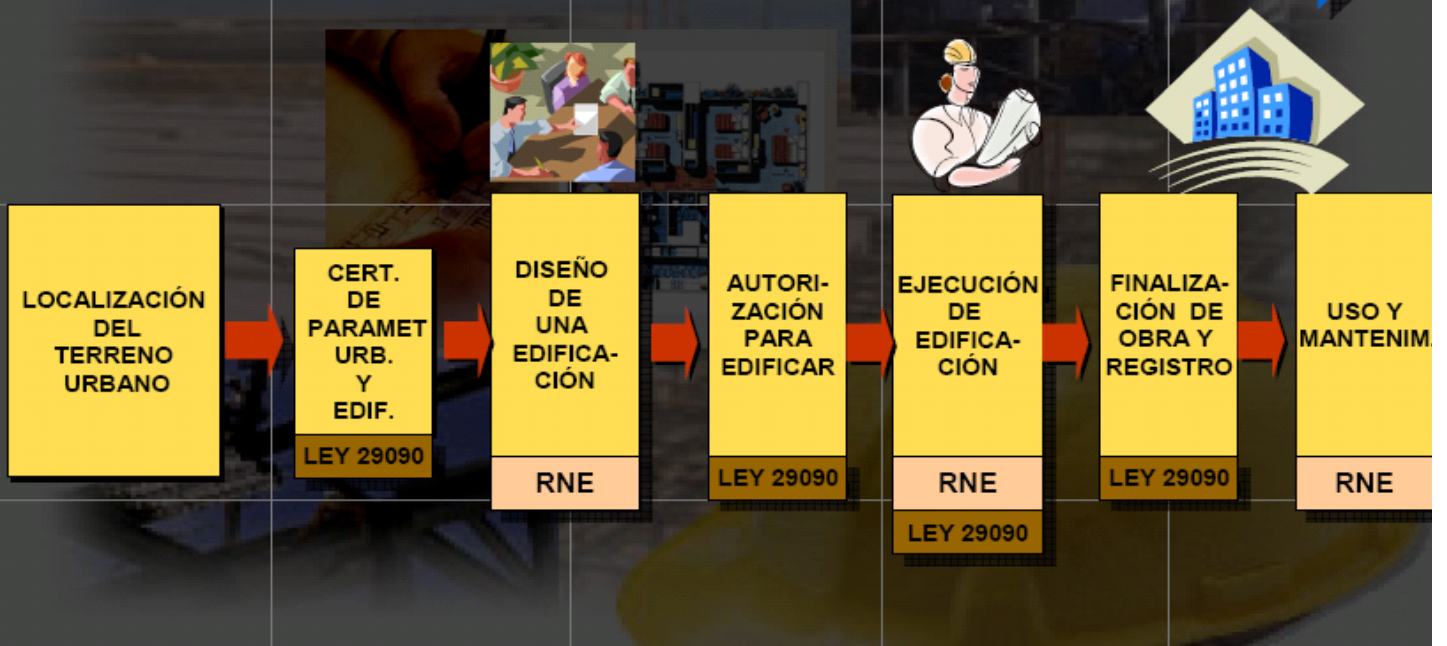 LOCALIZACIÓN
DEL
TERRENO
URBANO
CERT.
DE
PARAMET
URB.
Y
EDIF.
LEY 29090
DISEÑO
DE
UNA
EDIFICA-
CIÓN
RNE
AUTORI-
ZACIÓN
PARA
EDIFICAR
LEY 29090
EJECUCIÓN
DE
EDIFICA-
CIÓN
RNE
LEY 29090
FINALIZA-
CIÓN DE
OBRA Y
REGISTRO
LEY 29090
USO Y
MANTENIM.
RNE